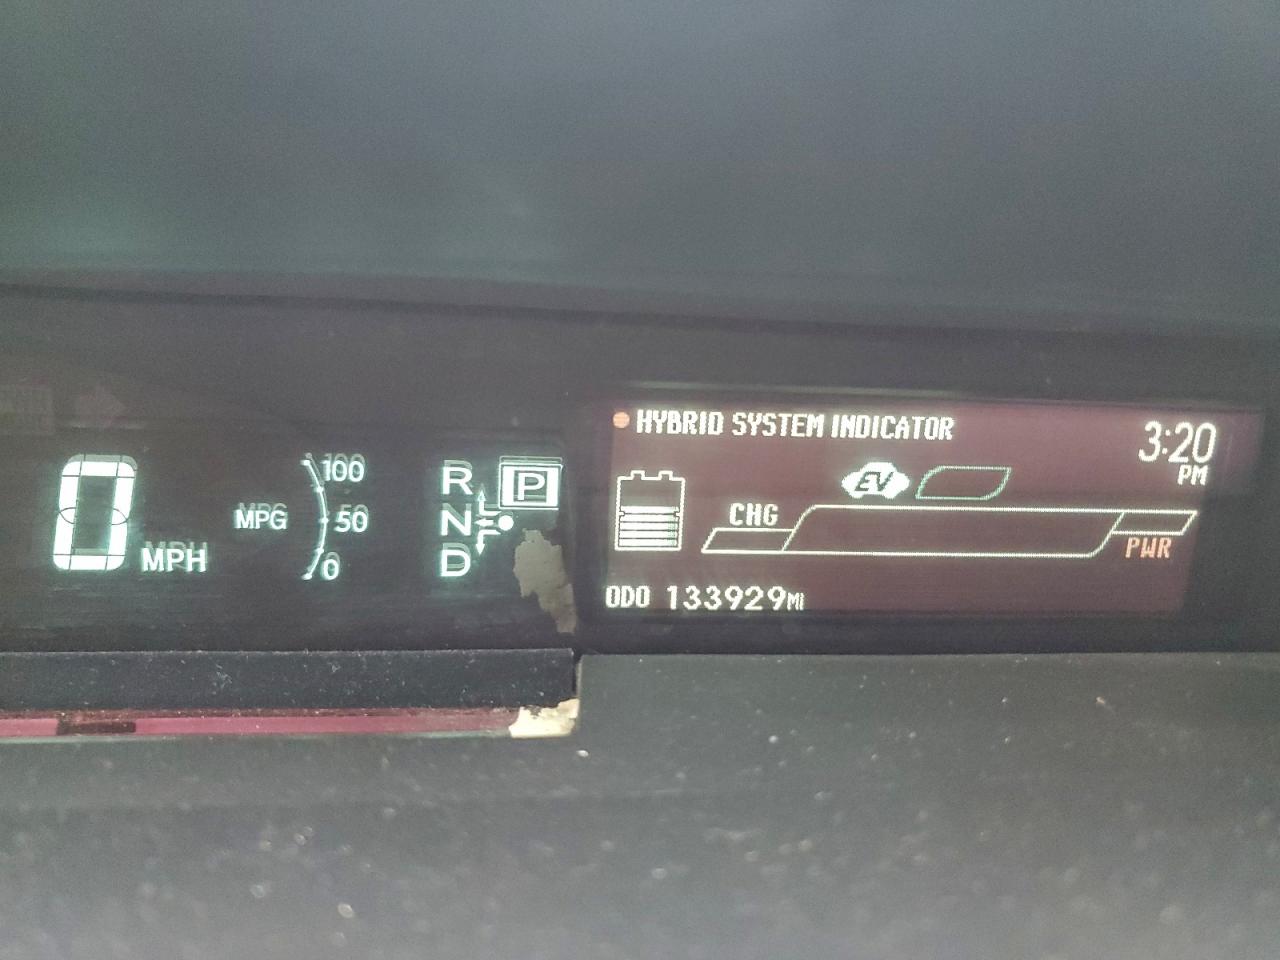 HYBRID SYSTEM INDICATOR
3:20
PM
EV
CHG
PWR
ODO 133929MI
0
MPH
MPG
100
50
0
R
N
D
P